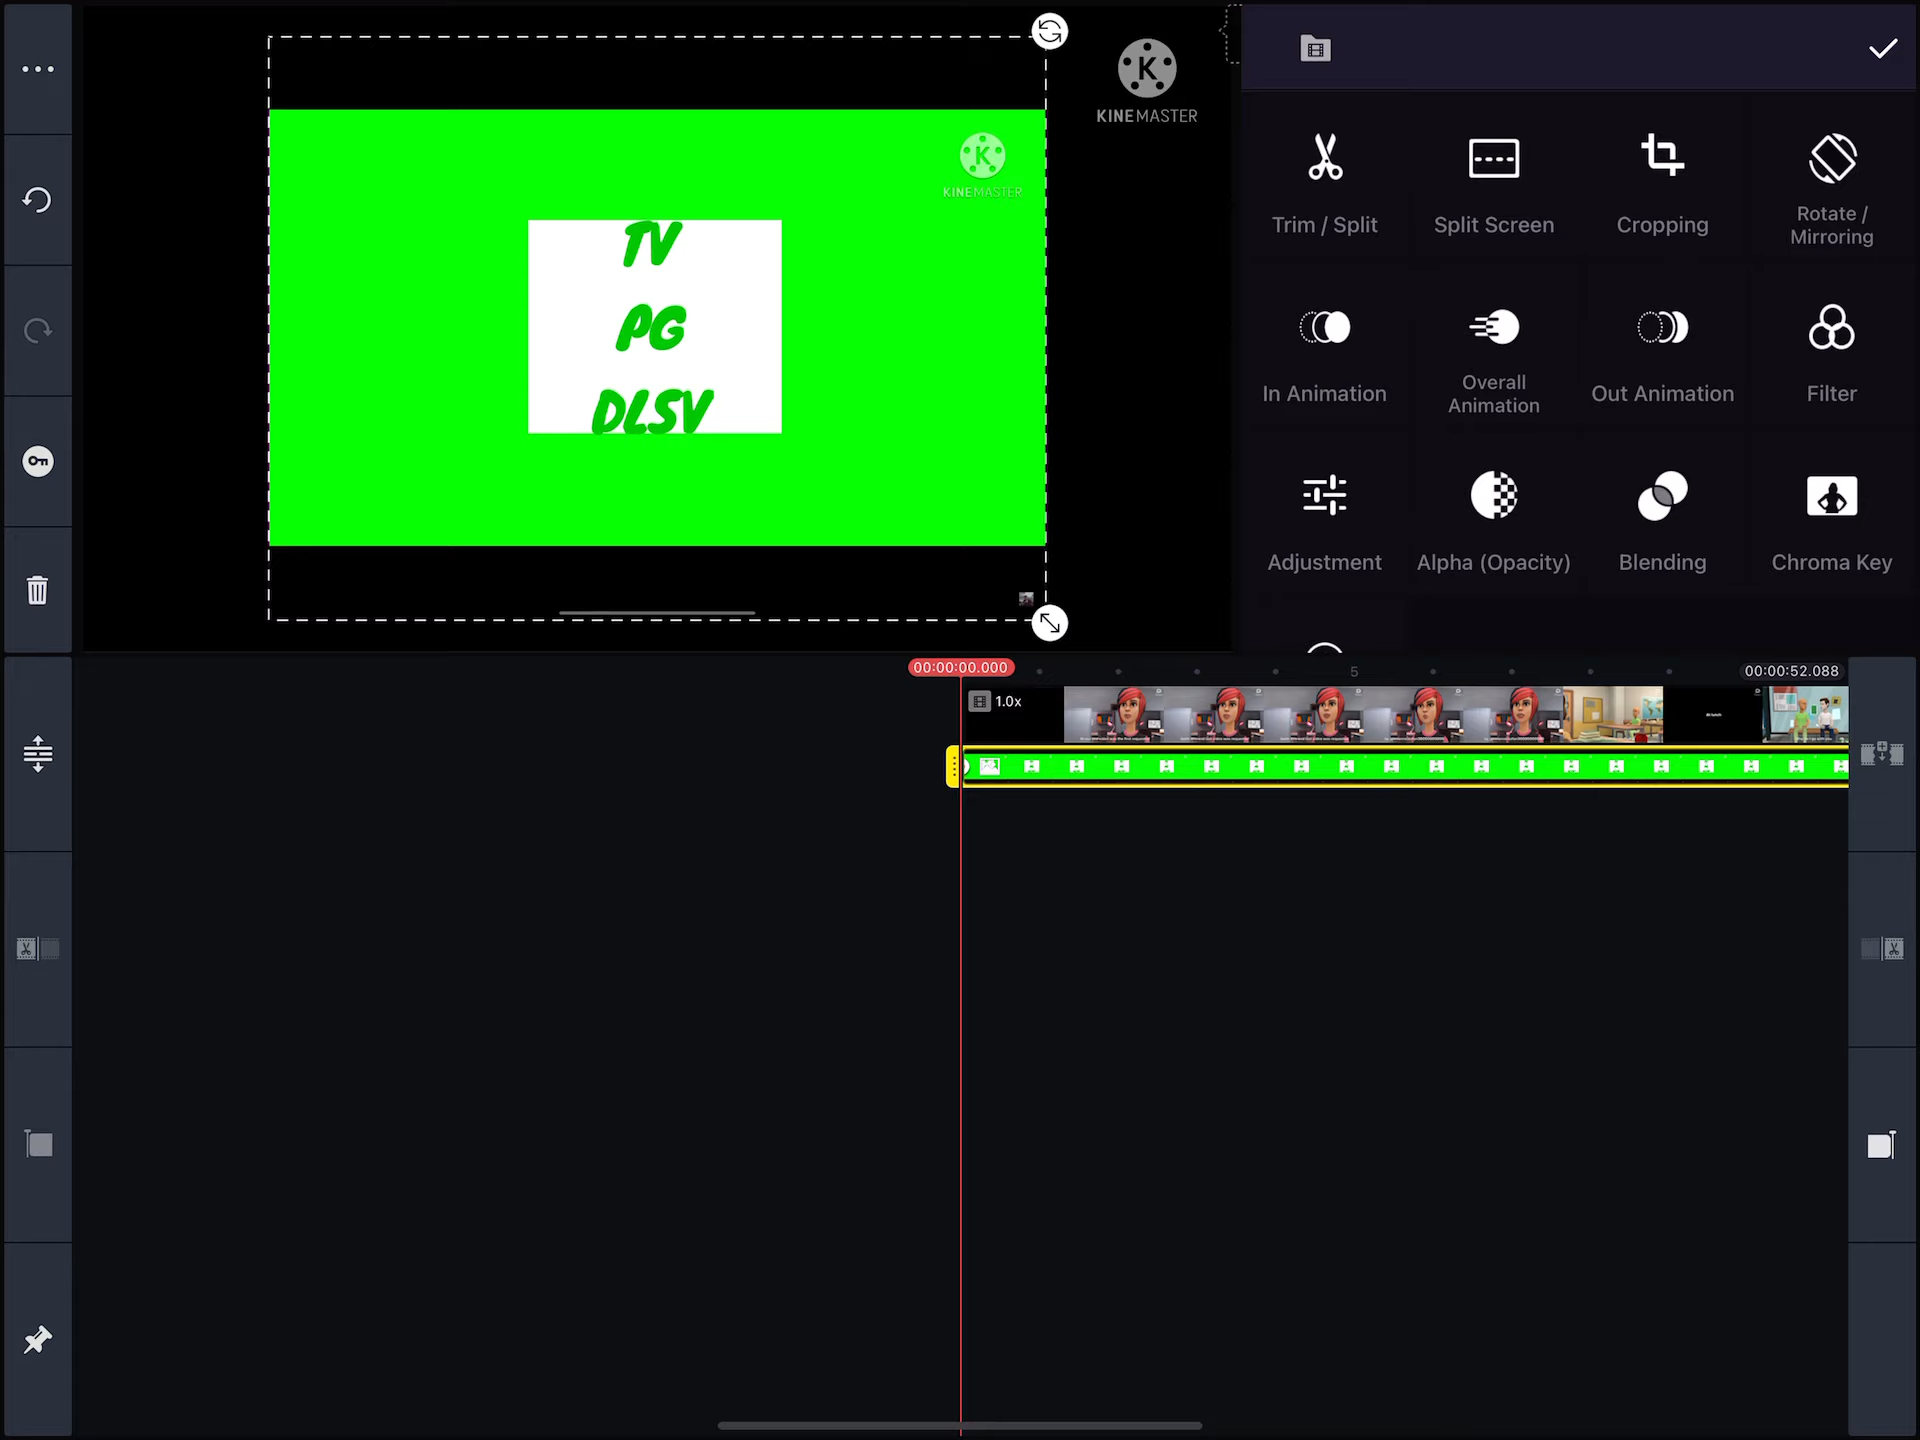 KINEMASTER
KINEMASTER
TV
PG
DLSV
Trim / Split
Split Screen
Cropping
Rotate /
Mirroring
In Animation
Overall
Animation
Out Animation
Filter
Adjustment
Alpha (Opacity)
Blending
Chroma Key
00:00:00.000
5
00:00:52.088
1.0x